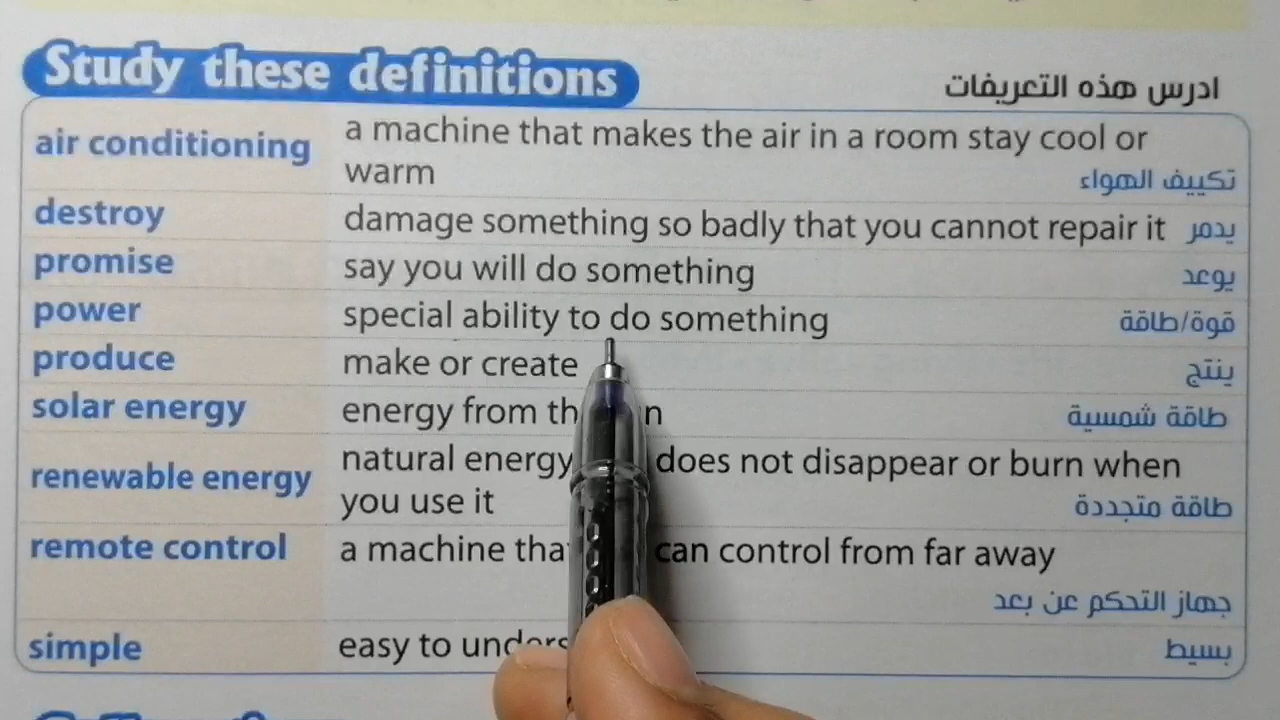 Study these definitions
ادرس هذه التعريفات
air conditioning a machine that makes the air in a room stay cool or
warm تكييف الهواء
destroy damage something so badly that you cannot repair it يدمر
promise say you will do something يوعد
power special ability to do something قوة/طاقة
produce make or create ينتج
solar energy energy from طاقة شمسية
renewable energy natural energy does not disappear or burn when
you use it طاقة متجددة
remote control a machine can control from far away
جهاز التحكم عن بعد
simple easy to بسيط